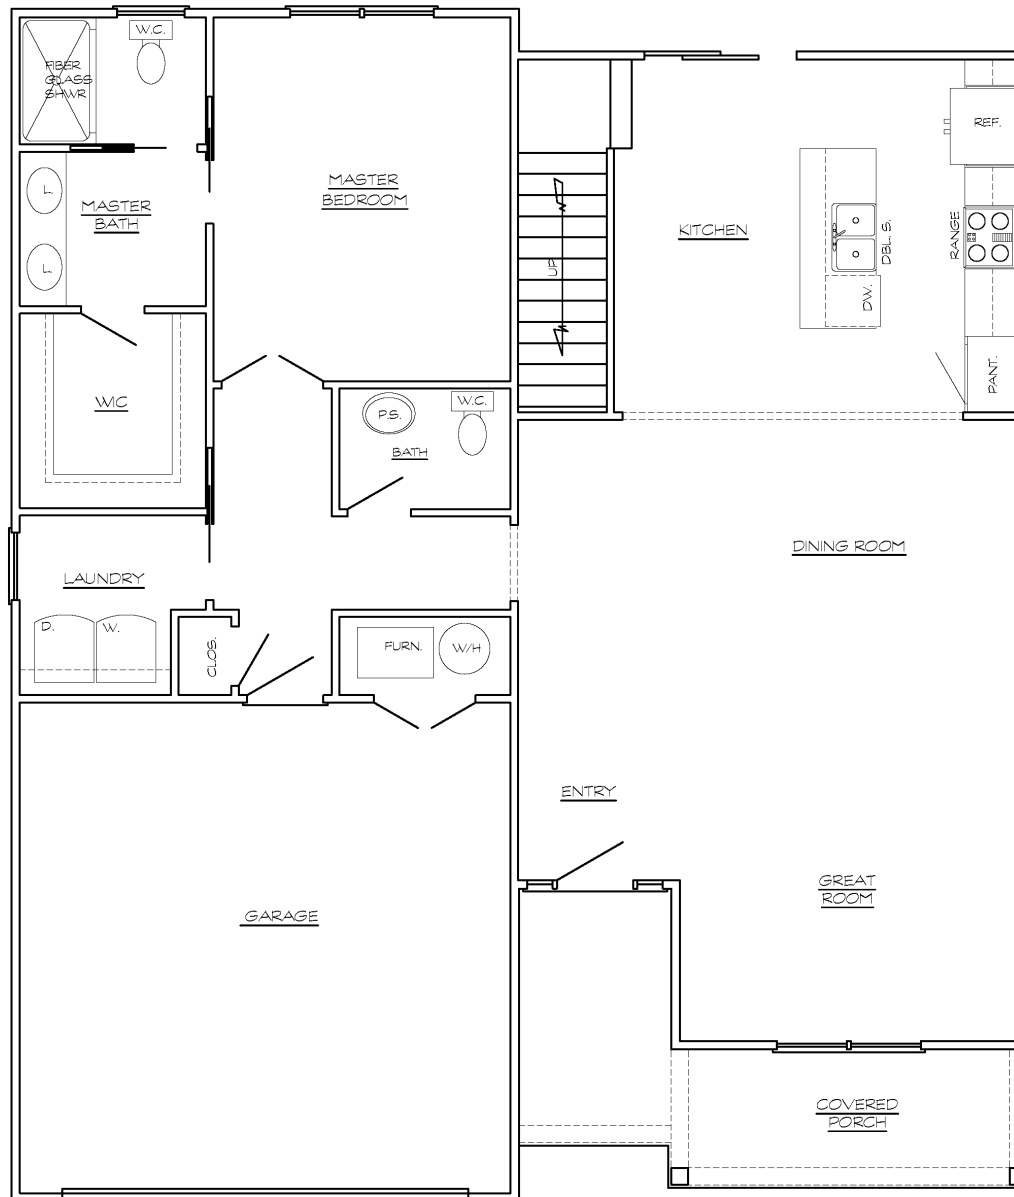 W.C.
FIBER
GLASS
SHWR
REF.
L.
MASTER
BEDROOM
MASTER
BATH
KITCHEN
DBL. S.
RANGE
L.
UP
DW.
PANT.
WIC
P.S.
W.C.
BATH
DINING ROOM
LAUNDRY
D.
W.
CLOS.
FURN.
W/H
ENTRY
GREAT
ROOM
GARAGE
COVERED
PORCH